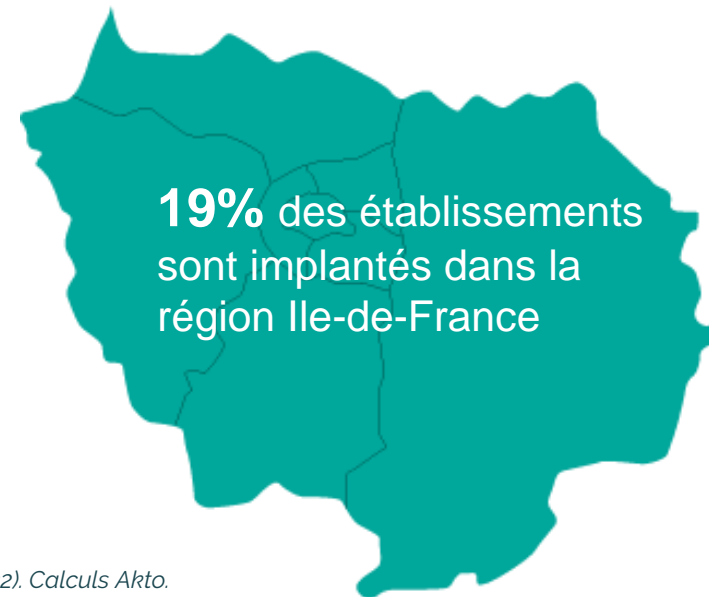 19% des établissements
sont implantés dans la
région Ile-de-France
2). Calculs Akto.